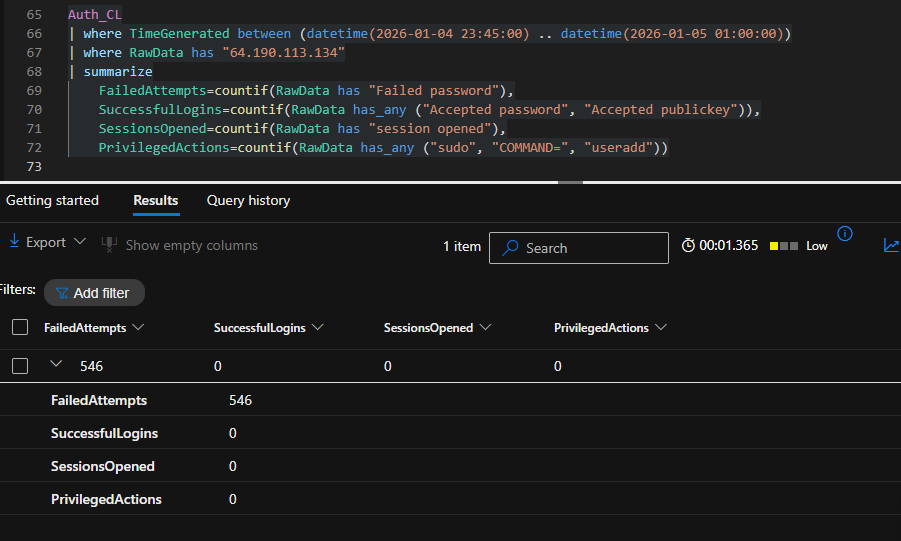 65 Auth_CL
66 | where TimeGenerated between (datetime(2026-01-04 23:45:00) .. datetime(2026-01-05 01:00:00))
67 | where RawData has "64.190.113.134"
68 | summarize
69 FailedAttempts=countif(RawData has "Failed password"),
70 SuccessfulLogins=countif(RawData has_any ("Accepted password", "Accepted publickey")),
71 SessionsOpened=countif(RawData has "session opened"),
72 PrivilegedActions=countif(RawData has_any ("sudo", "COMMAND=", "useradd"))
73
Getting started Results Query history
Export Show empty columns 1 item Search 00:01.365 Low
Filters: Add filter
FailedAttempts SuccessfulLogins SessionsOpened PrivilegedActions
546 0 0 0
FailedAttempts 546
SuccessfulLogins 0
SessionsOpened 0
PrivilegedActions 0